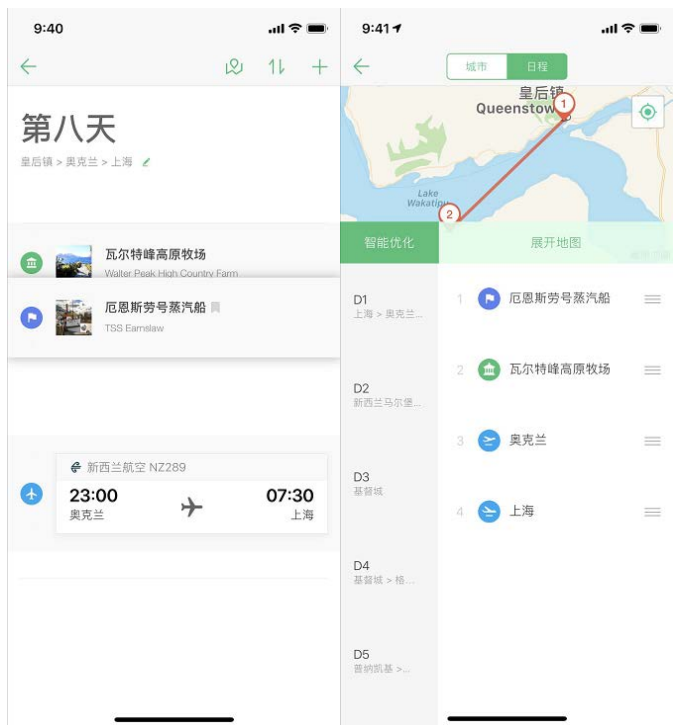 9:40
第八天
皇后镇 > 奥克兰 > 上海
瓦尔特峰高原牧场
Walter Peak High Country Farm
厄恩斯劳号蒸汽船
TSS Earnslaw
新西兰航空 NZ289
23:00
07:30
奥克兰
上海
9:41
城市
日程
皇后镇
Queenstow
1
Lake
Wakatipu
2
智能优化
展开地图
D1
上海 > 奥克兰...
D2
新西兰马尔堡...
D3
基督城
D4
基督城 > 格...
D5
普纳凯基 >...
1 厄恩斯劳号蒸汽船
2 瓦尔特峰高原牧场
3 奥克兰
4 上海